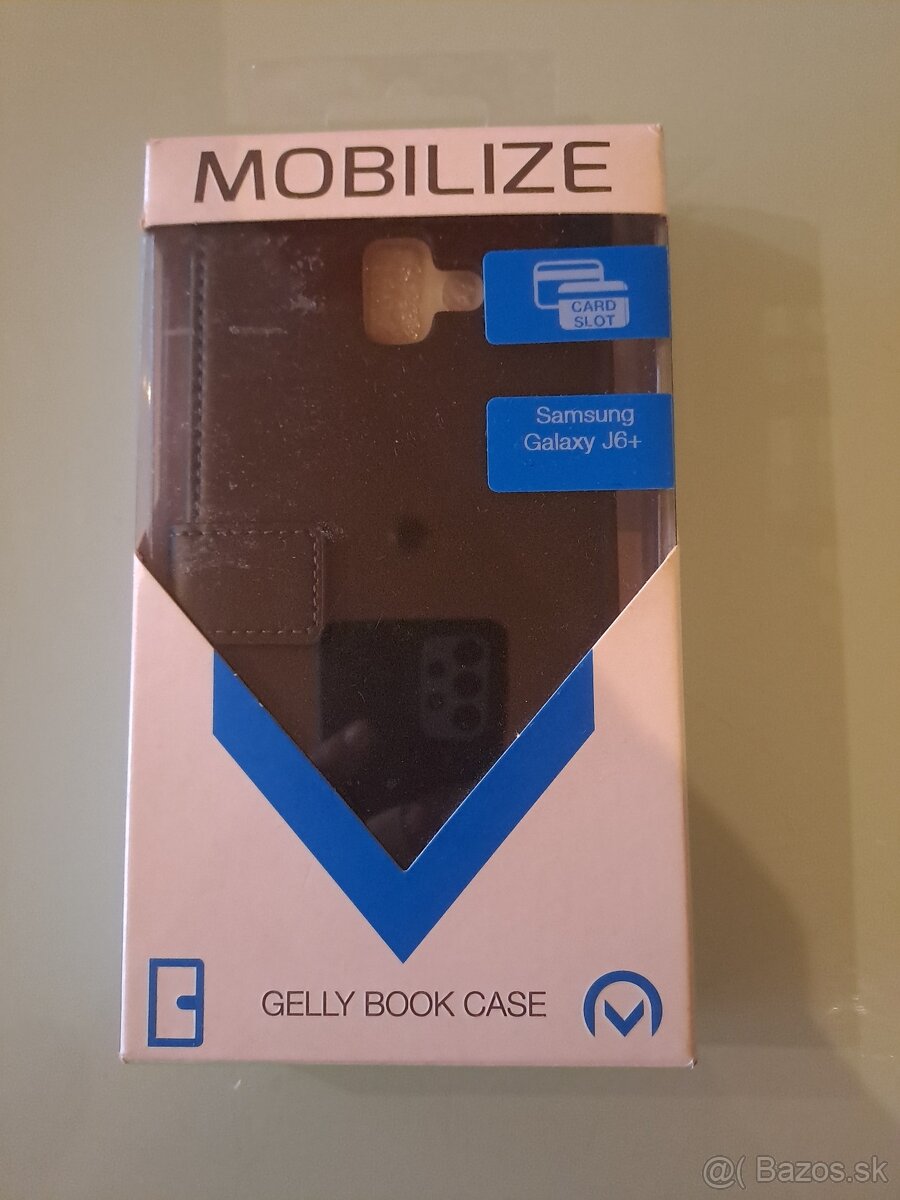 MOBILIZE
CARD
SLOT
Samsung
Galaxy J6+
GELLY BOOK CASE
@( Bazos.sk